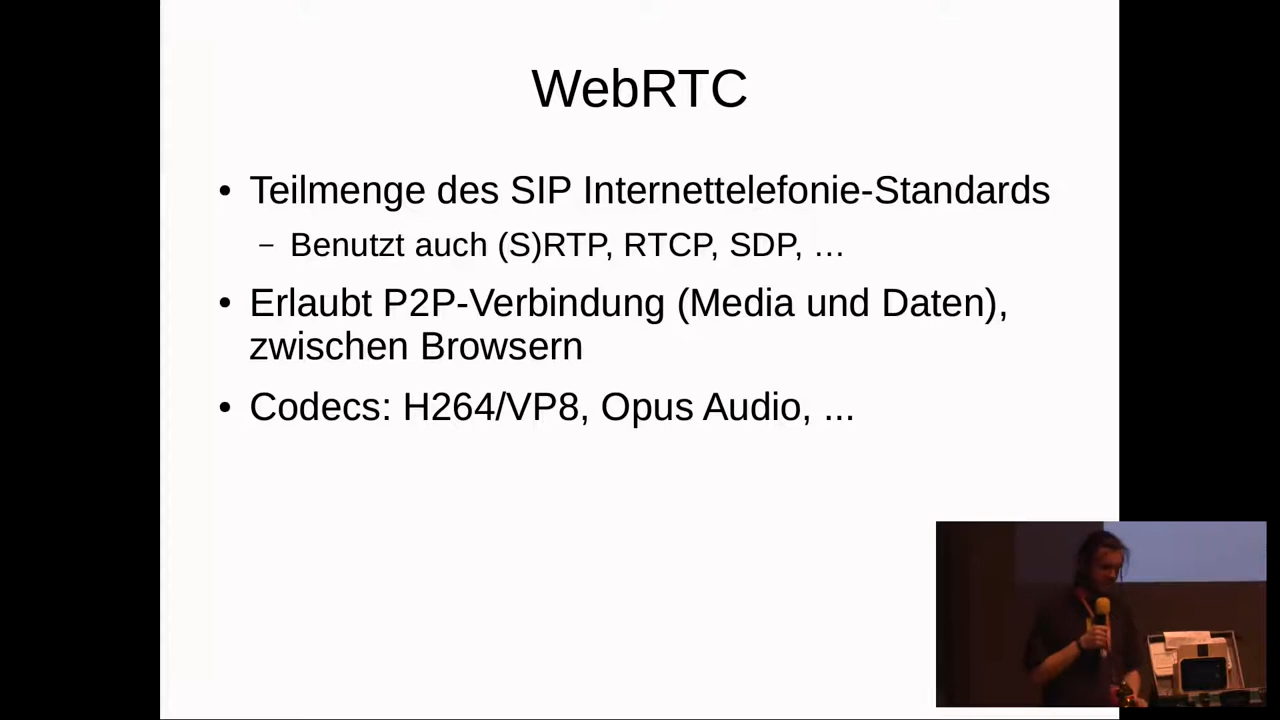 WebRTC
• Teilmenge des SIP Internettelefonie-Standards
– Benutzt auch (S)RTP, RTCP, SDP, …
• Erlaubt P2P-Verbindung (Media und Daten),
zwischen Browsern
• Codecs: H264/VP8, Opus Audio, ...